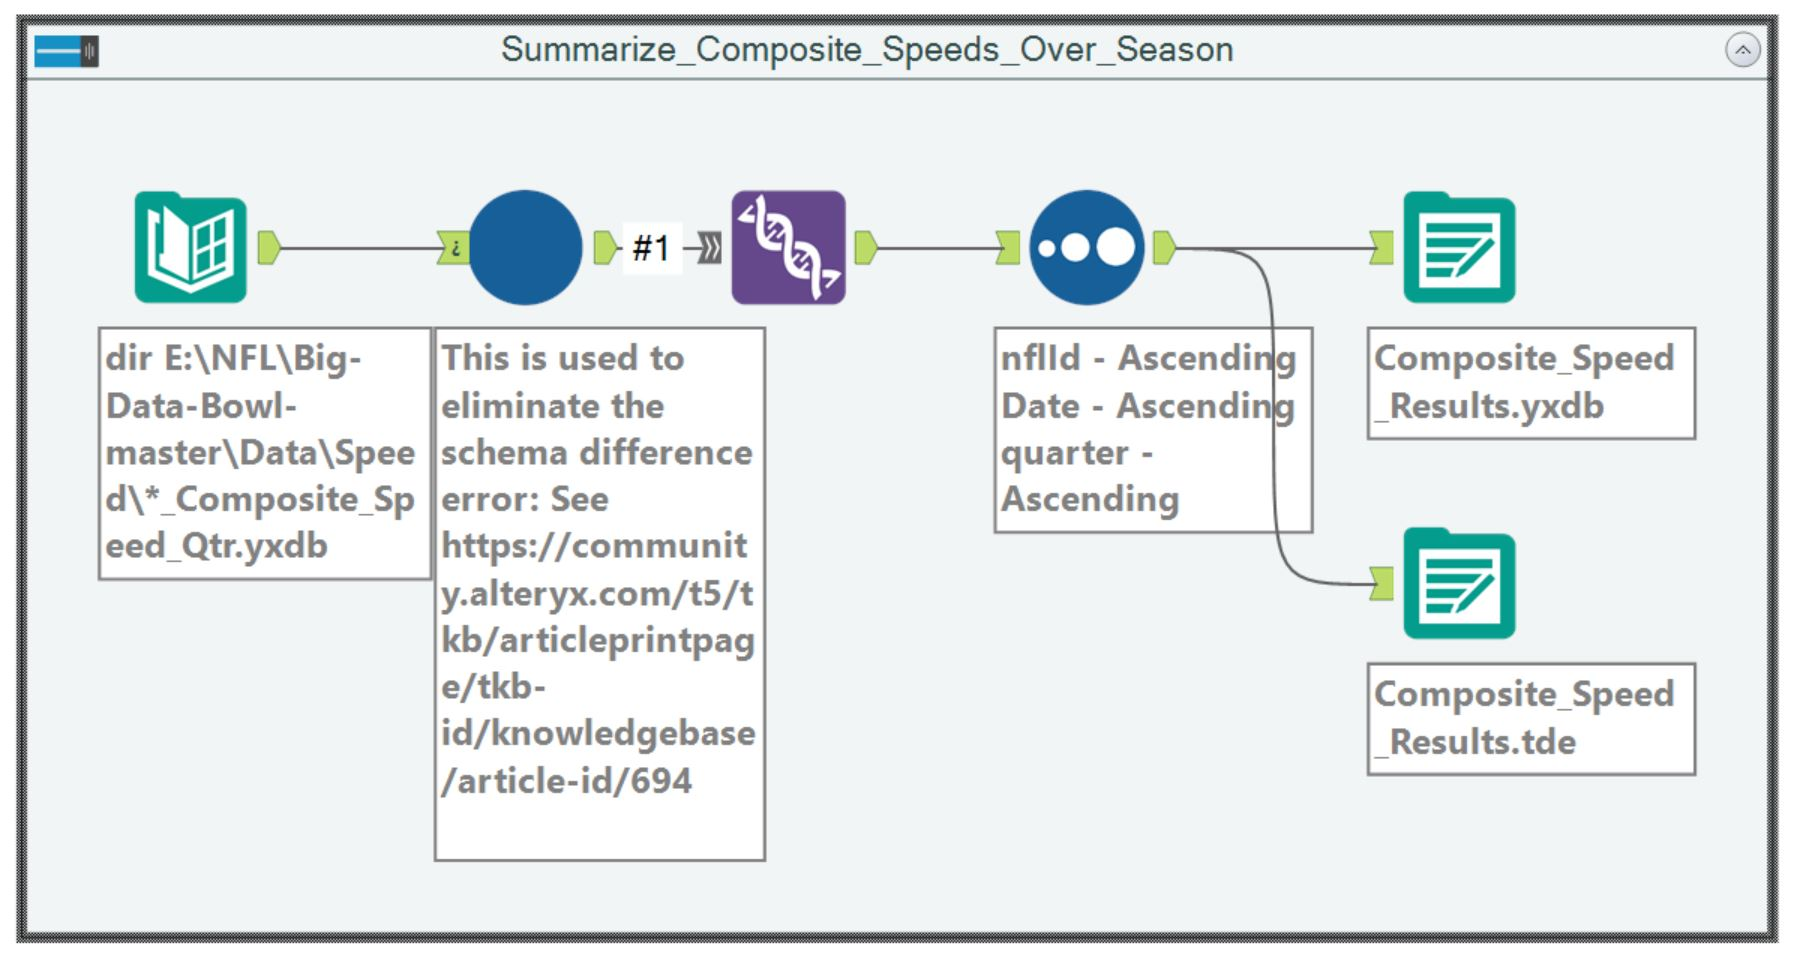 Summarize_Composite_Speeds_Over_Season
¿
#1
dir E:\NFL\Big-
Data-Bowl-
master\Data\Spee
d\*_Composite_Sp
eed_Qtr.yxdb
This is used to
eliminate the
schema difference
error: See
https://communit
y.alteryx.com/t5/t
kb/articleprintpag
e/tkb-
id/knowledgebase
/article-id/694
nflId - Ascending
Date - Ascending
quarter -
Ascending
Composite_Speed
_Results.yxdb
Composite_Speed
_Results.tde